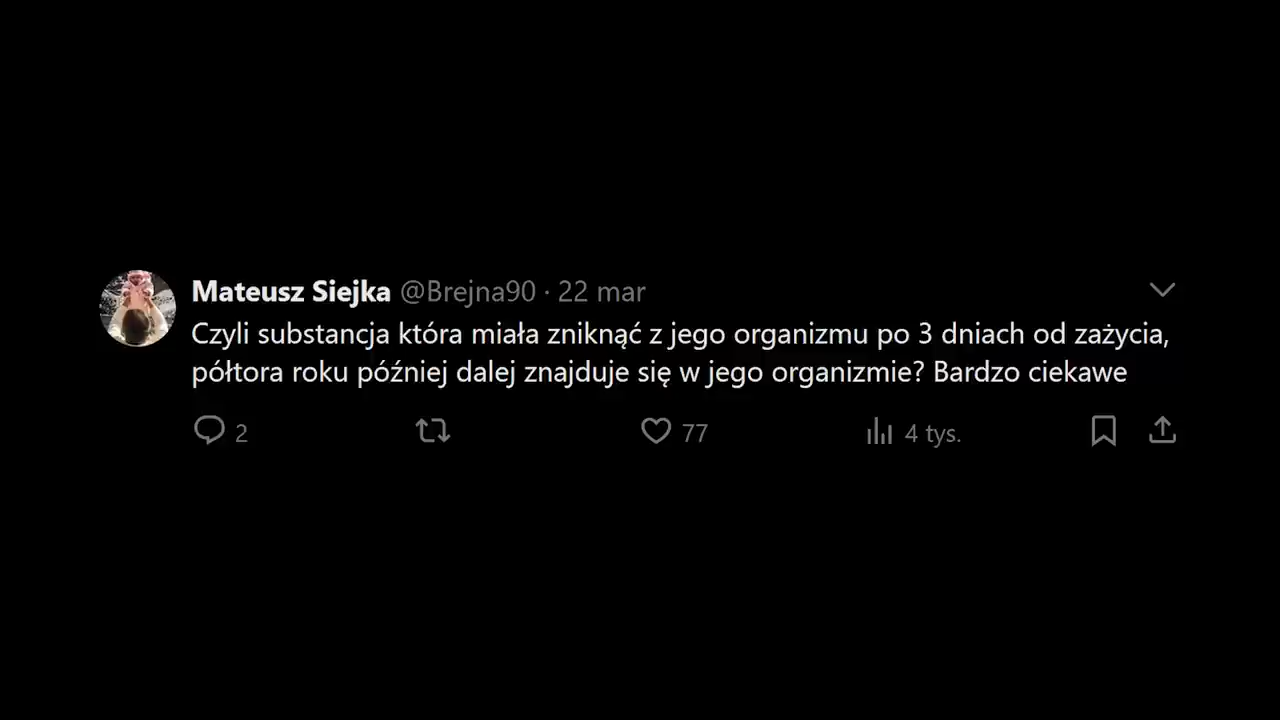 Mateusz Siejka @Brejna90 · 22 mar
Czyli substancja która miała zniknąć z jego organizmu po 3 dniach od zażycia,
półtora roku później dalej znajduje się w jego organizmie? Bardzo ciekawe
2 77 4 tys.